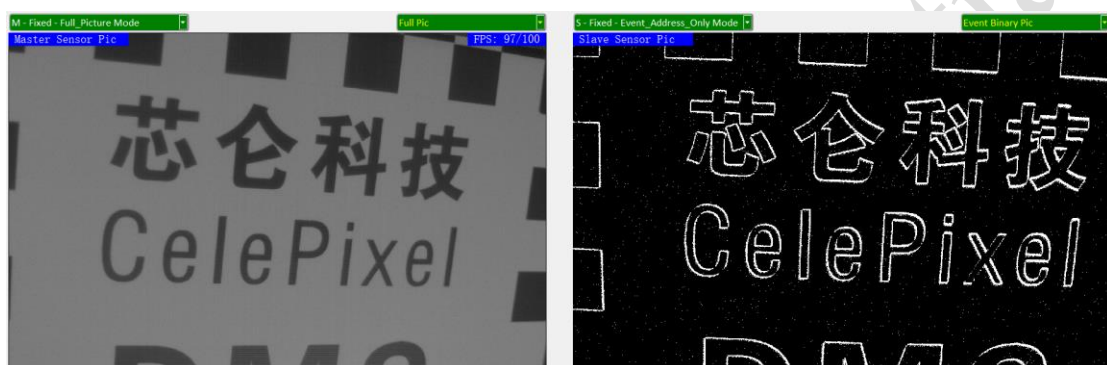 M - Fixed - Full_Picture Mode
Full Pic
Master Sensor Pic
FPS: 97/100
芯仑科技
CelePixel
S - Fixed - Event_Address_Only Mode
Event Binary Pic
Slave Sensor Pic
芯仑科技
CelePixel